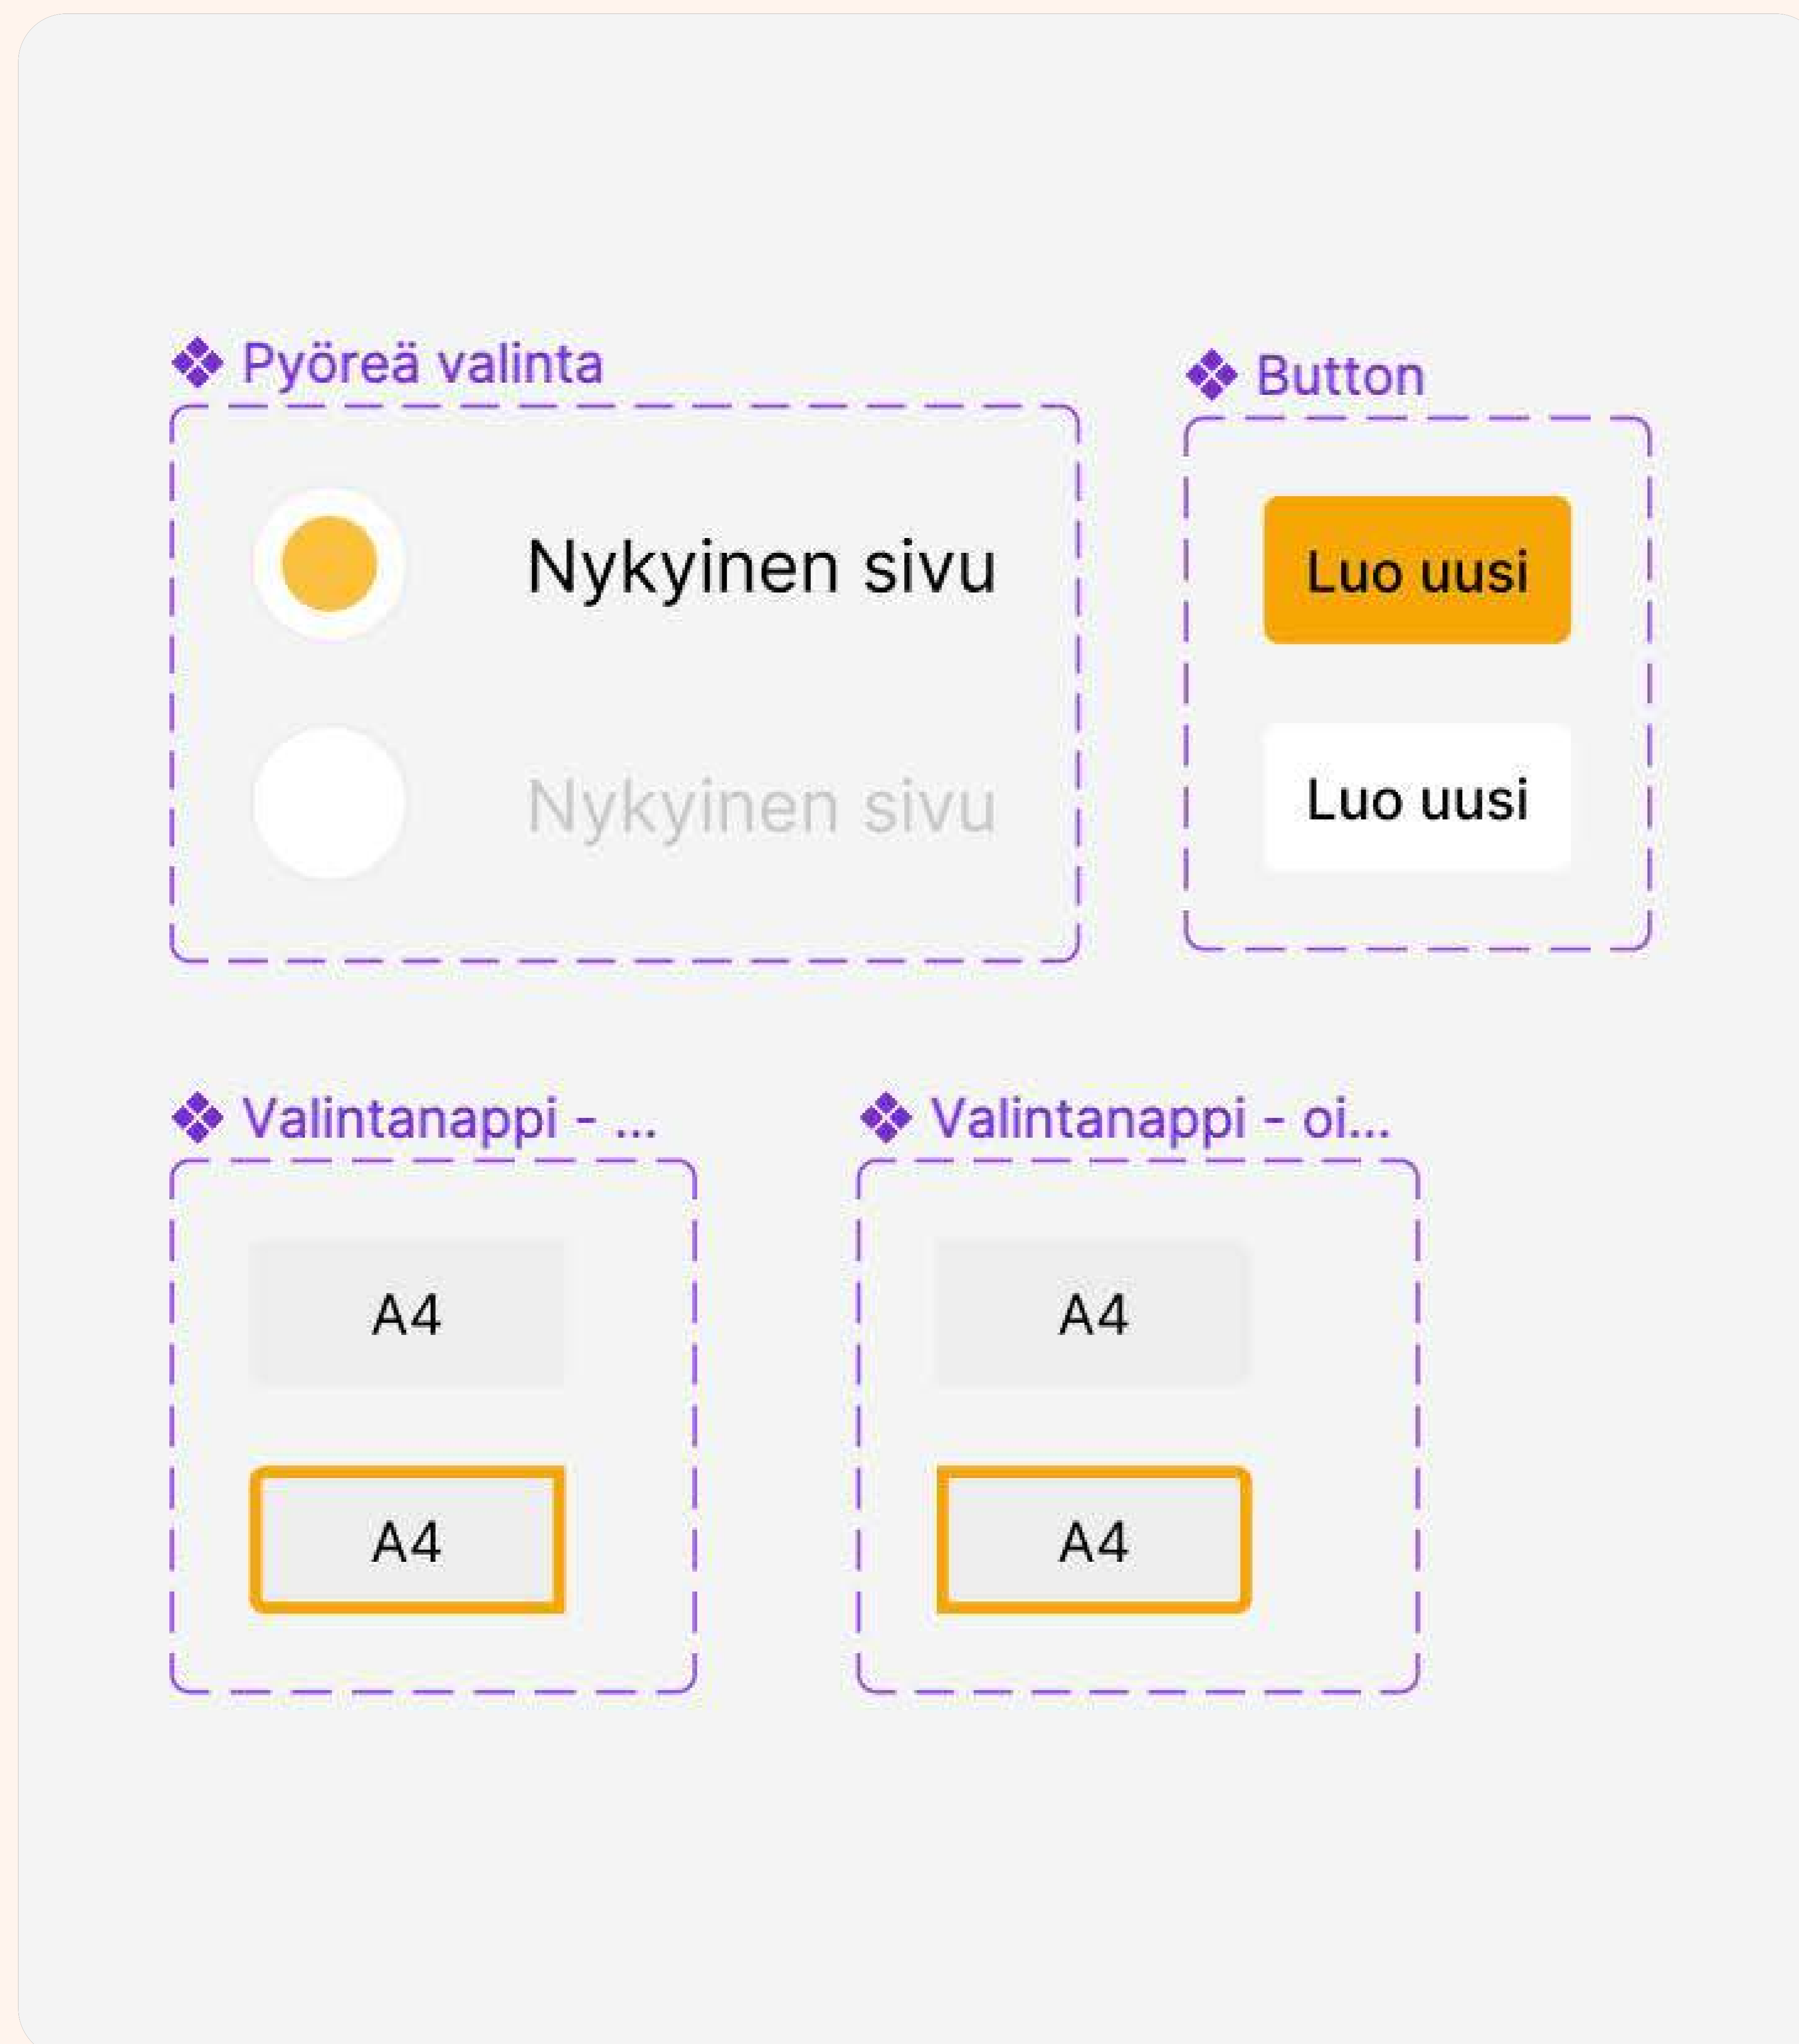 Pyöreä valinta
Nykyinen sivu
Nykyinen sivu
Button
Luo uusi
Luo uusi
Valintanappi - ...
A4
A4
Valintanappi - oi...
A4
A4